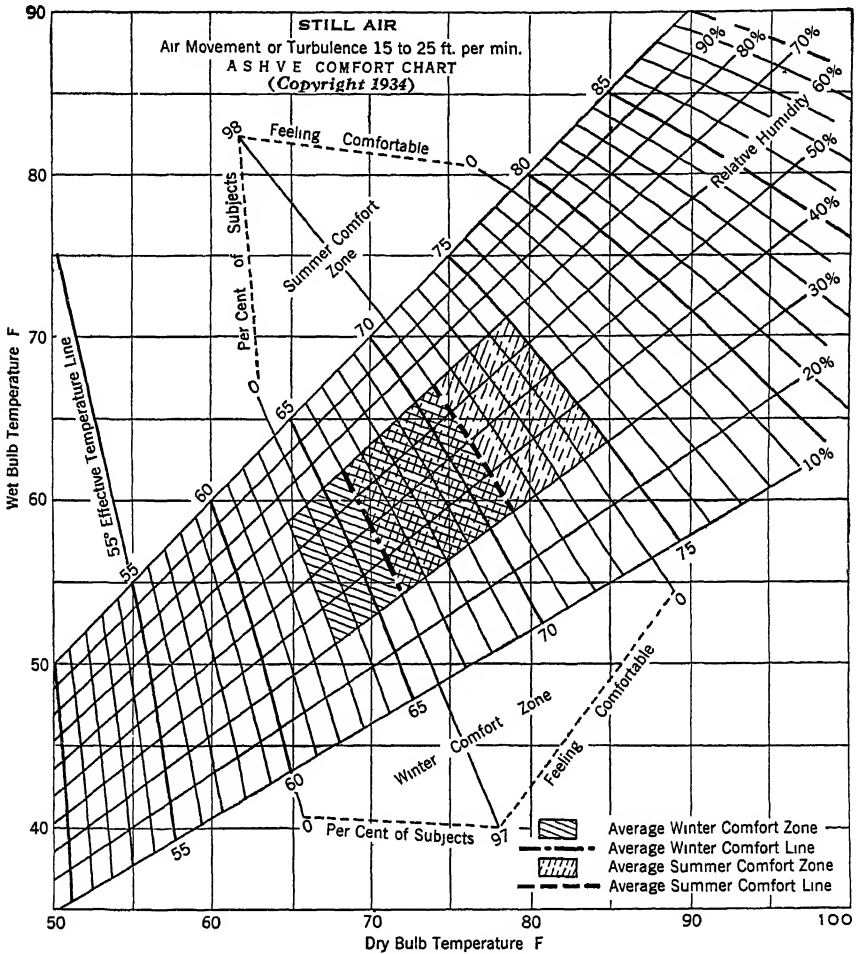 STILL AIR
Air Movement or Turbulence 15 to 25 ft. per min.
ASHVE COMFORT CHART
(Copyright 1934)
90
80
70
60
50
40
Wet Bulb Temperature F
50
60
70
80
90
100
Dry Bulb Temperature F
98
Feeling Comfortable
0
Per Cent of Subjects
0
Summer Comfort
Zone
55° Effective Temperature Line
55
60
65
70
75
80
85
90%
80%
70%
60%
50%
40%
30%
20%
10%
Relative Humidity
55
60
65
70
75
0
Per Cent of Subjects
97
Feeling Comfortable
0
Winter Comfort Zone
Average Winter Comfort Zone
Average Winter Comfort Line
Average Summer Comfort Zone
Average Summer Comfort Line